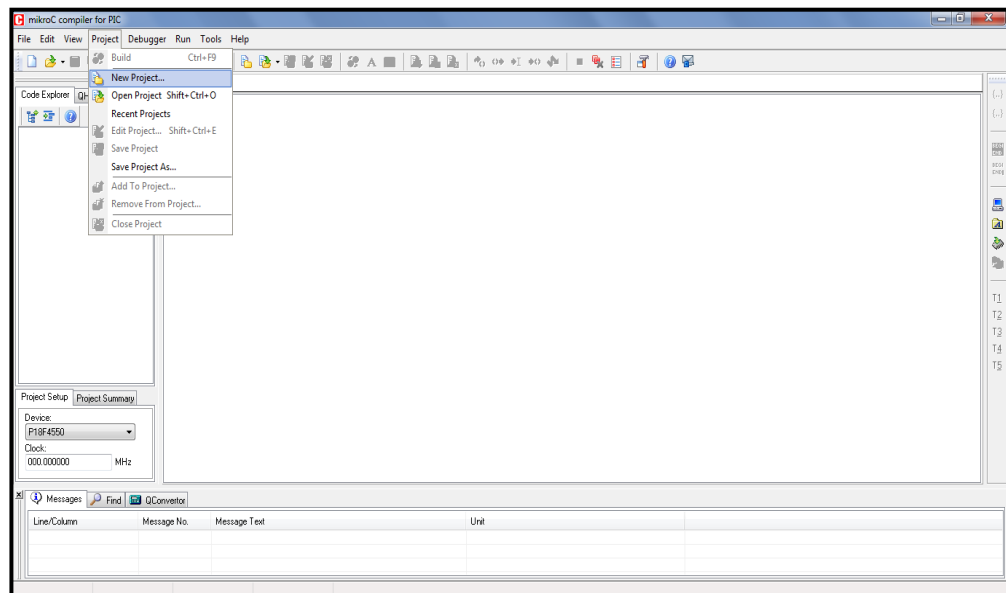 mikroC compiler for PIC
File Edit View Project Debugger Run Tools Help
Build Ctrl+F9
New Project...
Open Project Shift+Ctrl+O
Recent Projects
Edit Project... Shift+Ctrl+E
Save Project
Save Project As...
Add To Project...
Remove From Project...
Close Project
Code Explorer
T1
T2
T3
T4
T5
Project Setup Project Summary
Device:
P18F4550
Clock:
000.000000 MHz
Messages Find QConvertor
Line/Column Message No. Message Text Unit